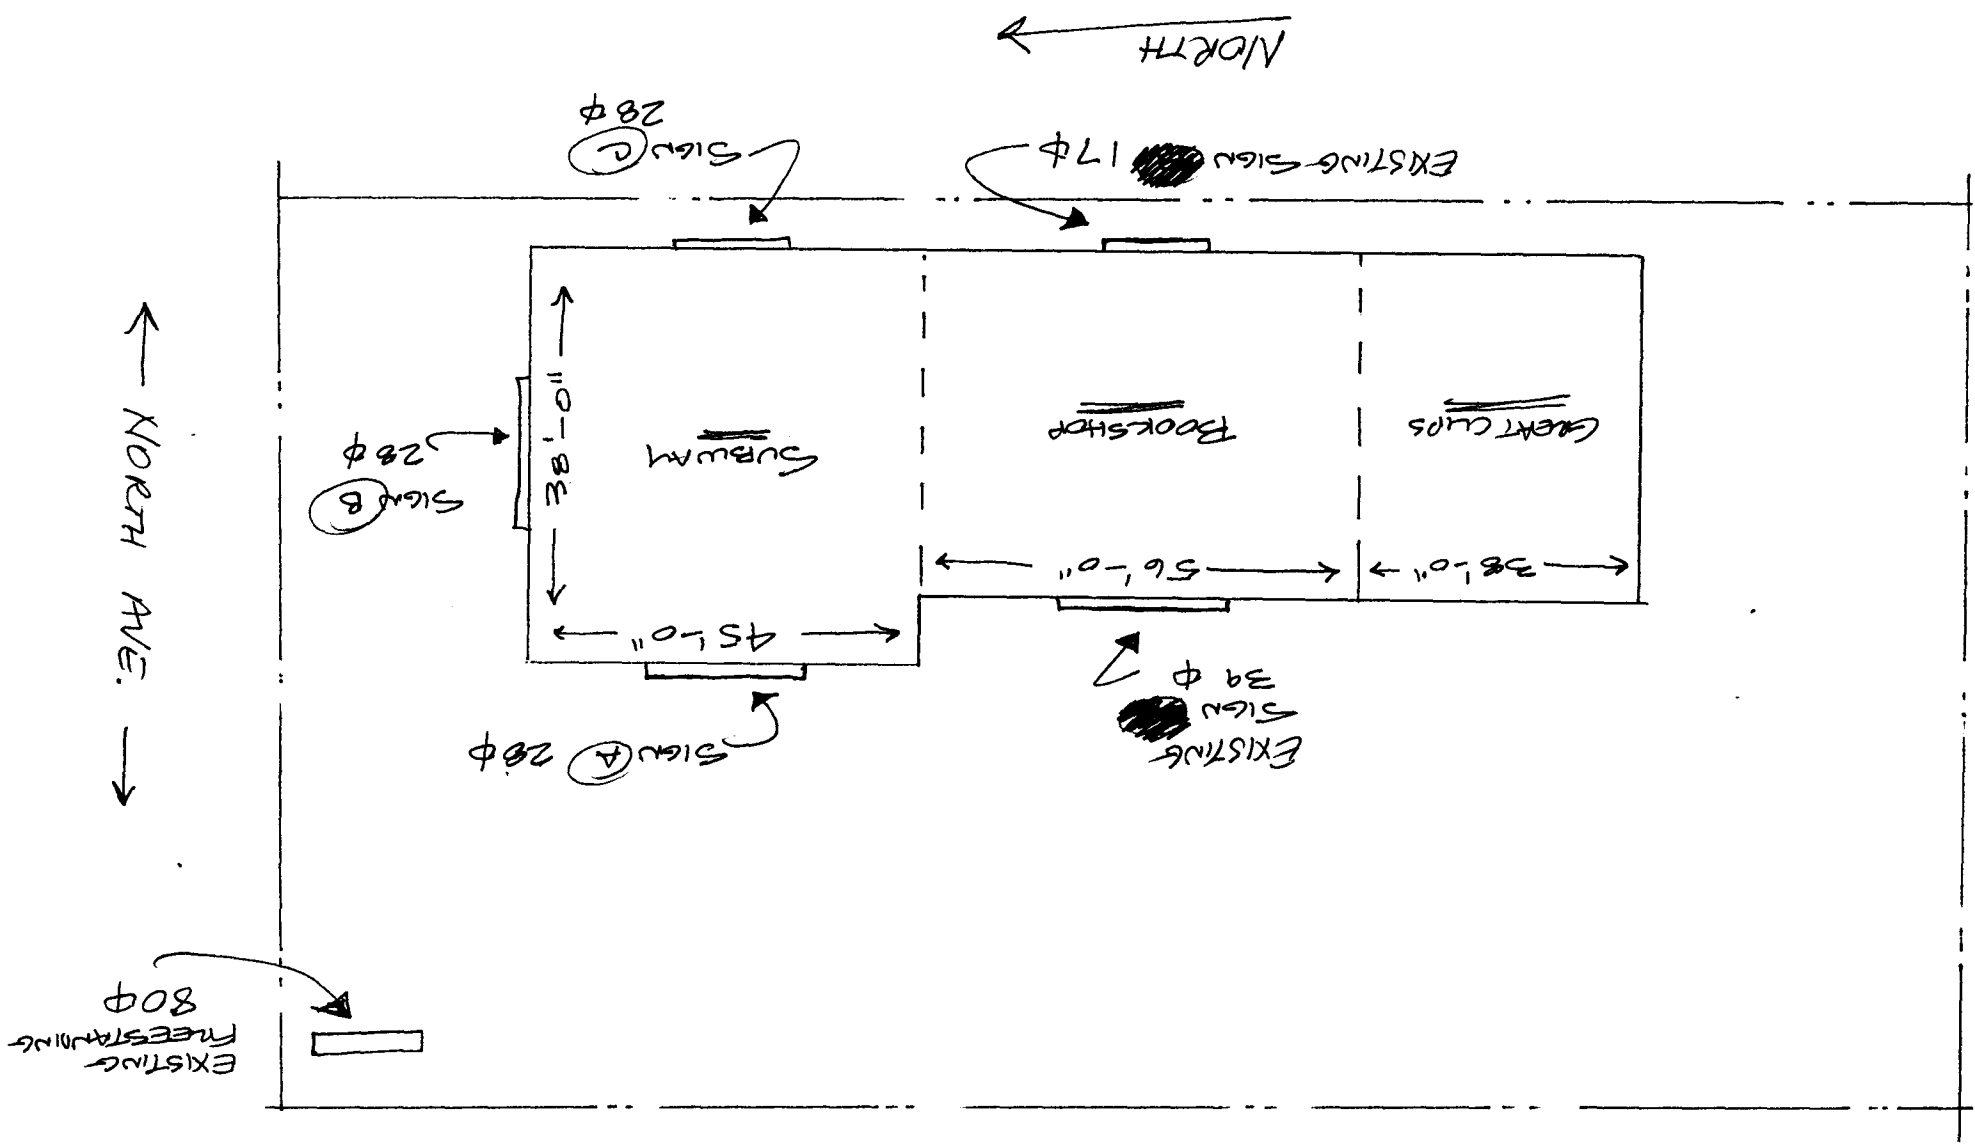 EXISTING
FREESTANDING
80 φ
EXISTING
SIGN
39 φ
SIGN A 28 φ
45'-0"
38'-0"
56'-0"
GREAT CLIPS
BOOKSHOP
SUBWAY
38'-0"
SIGN B
28 φ
NORTH AVE.
EXISTING SIGN 17 φ
SIGN C
28 φ
NORTH